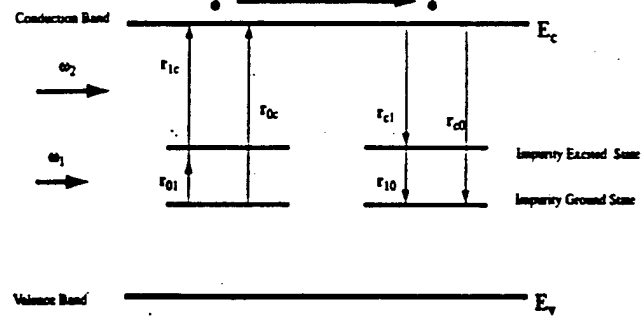 Conduction Band
E_c
ω_2
r_1c
r_0c
r_c1
r_c0
ω_1
Impurity Excited State
r_01
r_10
Impurity Ground State
Valence Band
E_v